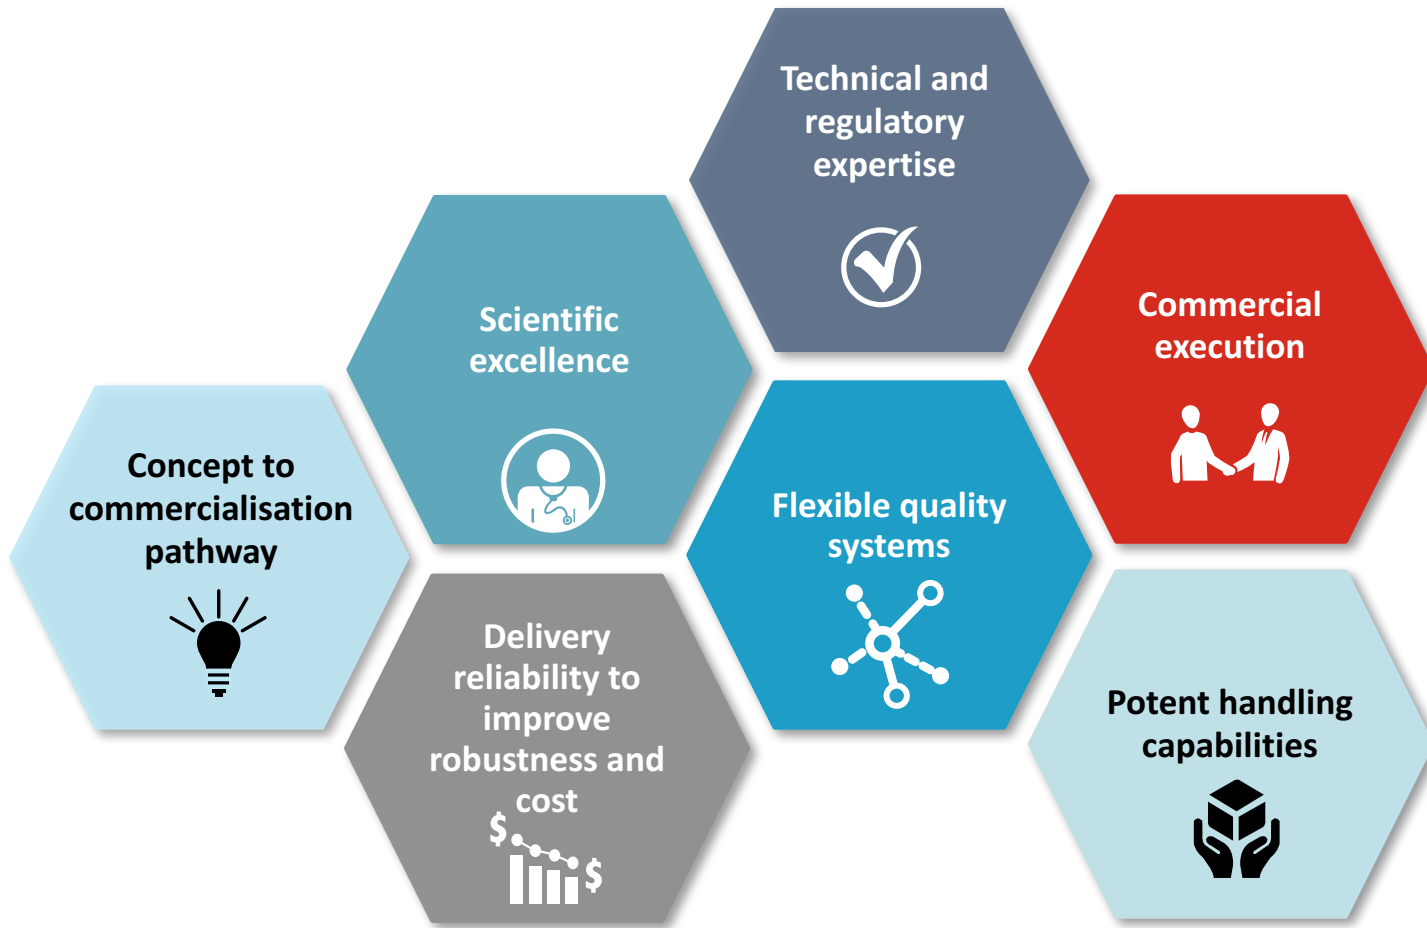 Technical and
regulatory
expertise
Scientific
excellence
Commercial
execution
Concept to
commercialisation
pathway
Flexible quality
systems
Delivery
reliability to
improve
robustness and
cost
$
$
Potent handling
capabilities